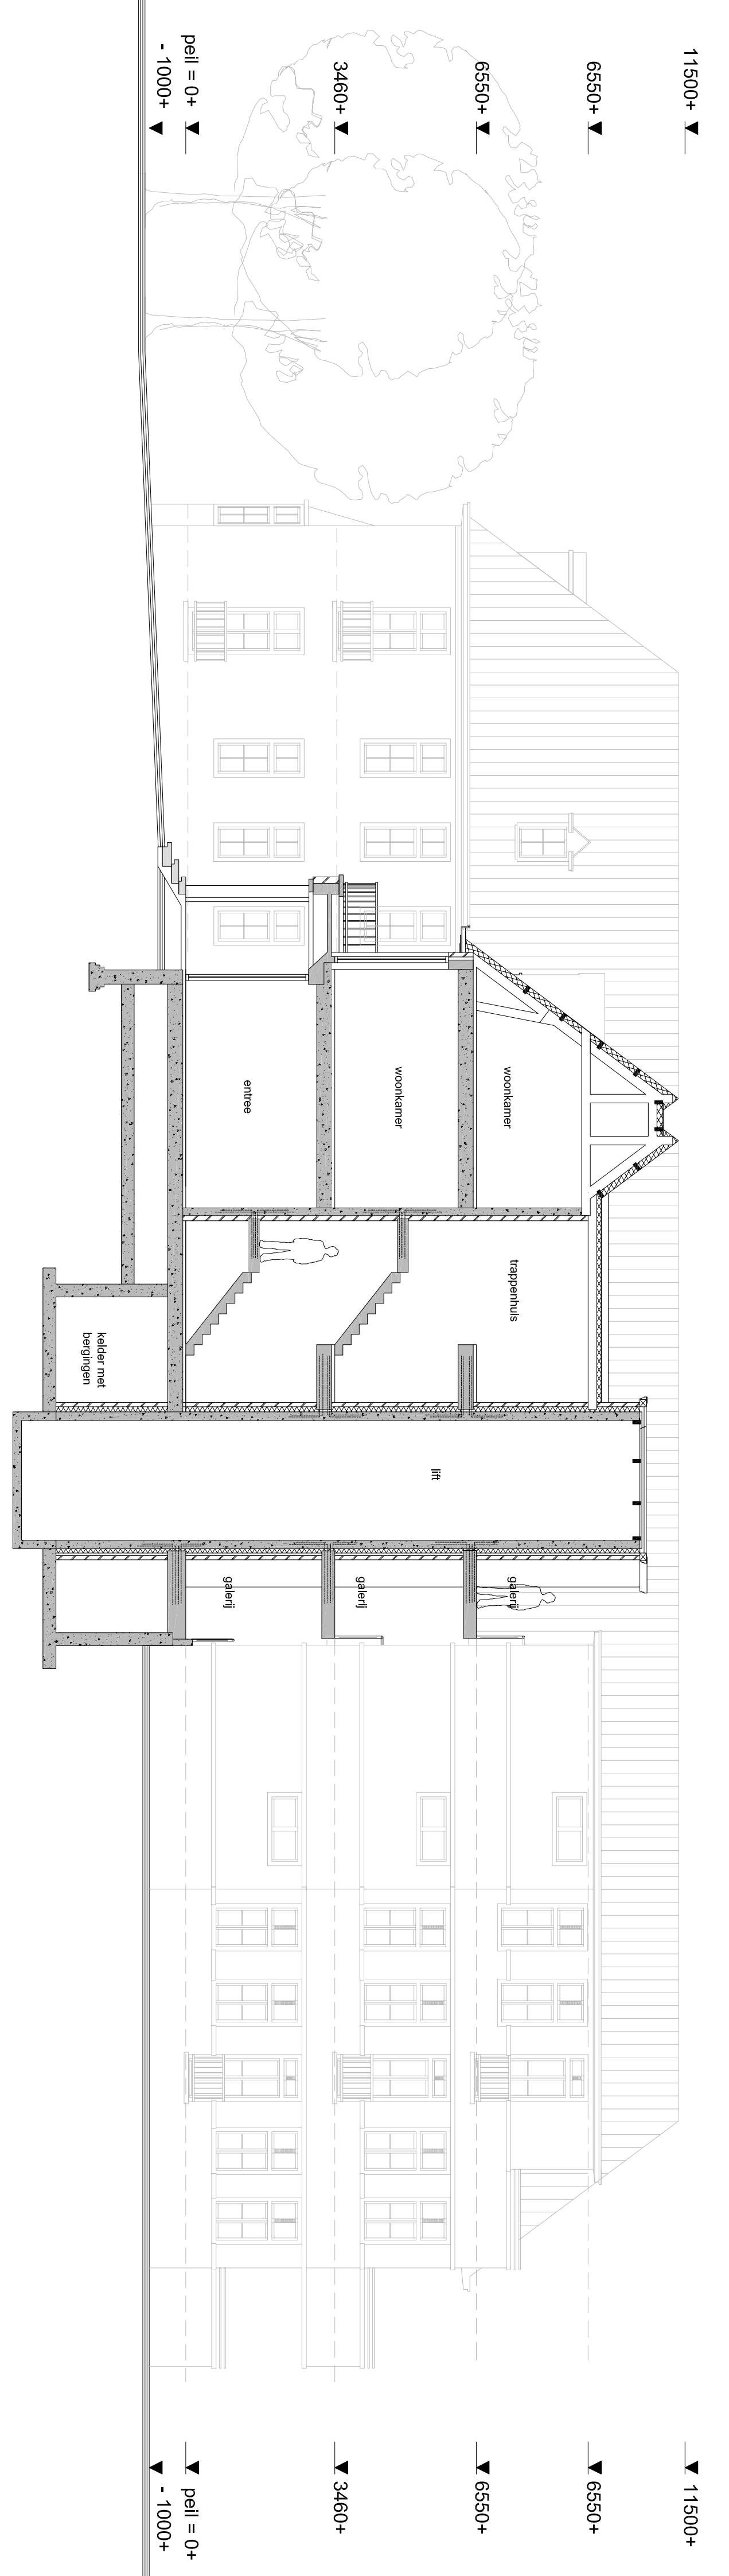 11500+
6550+
6550+
3460+
peil = 0+
- 1000+
woonkamer
woonkamer
entree
trappenhuis
kelder met
bergingen
lift
galerij
galerij
galerij
11500+
6550+
6550+
3460+
peil = 0+
- 1000+